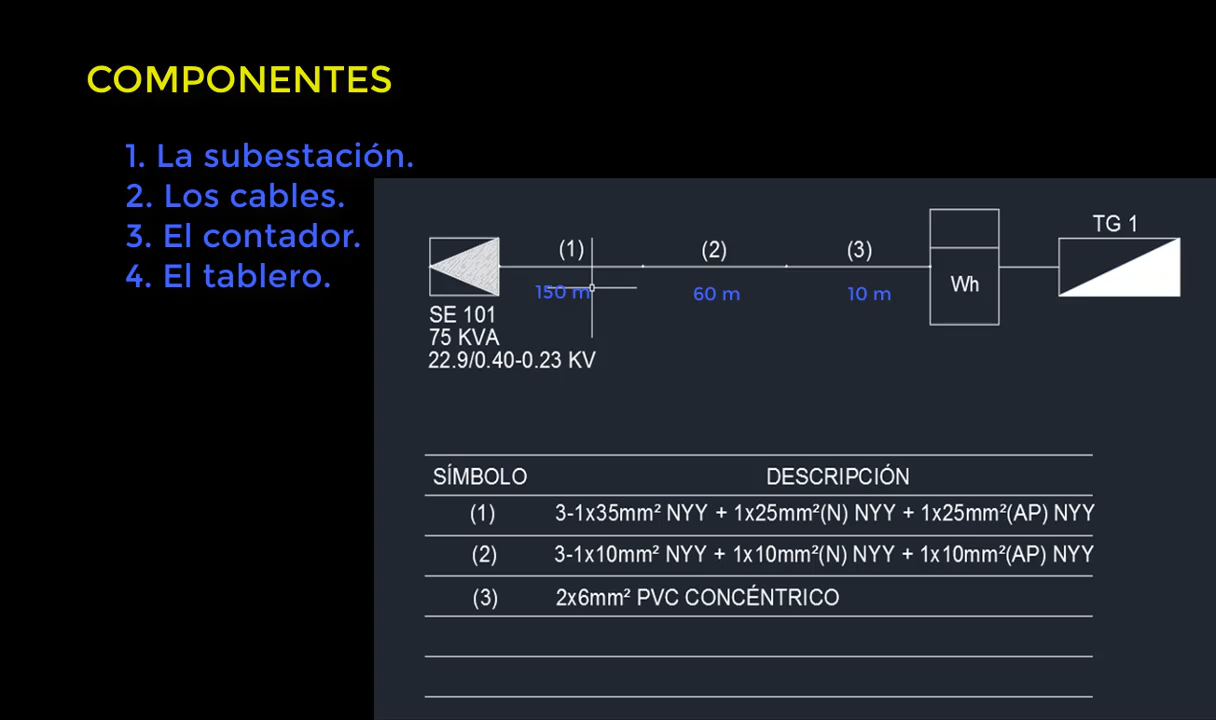 COMPONENTES
1. La subestación.
2. Los cables.
3. El contador.
4. El tablero.
(1)
(2)
(3)
TG 1
150 m
60 m
10 m
Wh
SE 101
75 KVA
22.9/0.40-0.23 KV
SÍMBOLO DESCRIPCIÓN
(1) 3-1x35mm² NYY + 1x25mm²(N) NYY + 1x25mm²(AP) NYY
(2) 3-1x10mm² NYY + 1x10mm²(N) NYY + 1x10mm²(AP) NYY
(3) 2x6mm² PVC CONCÉNTRICO